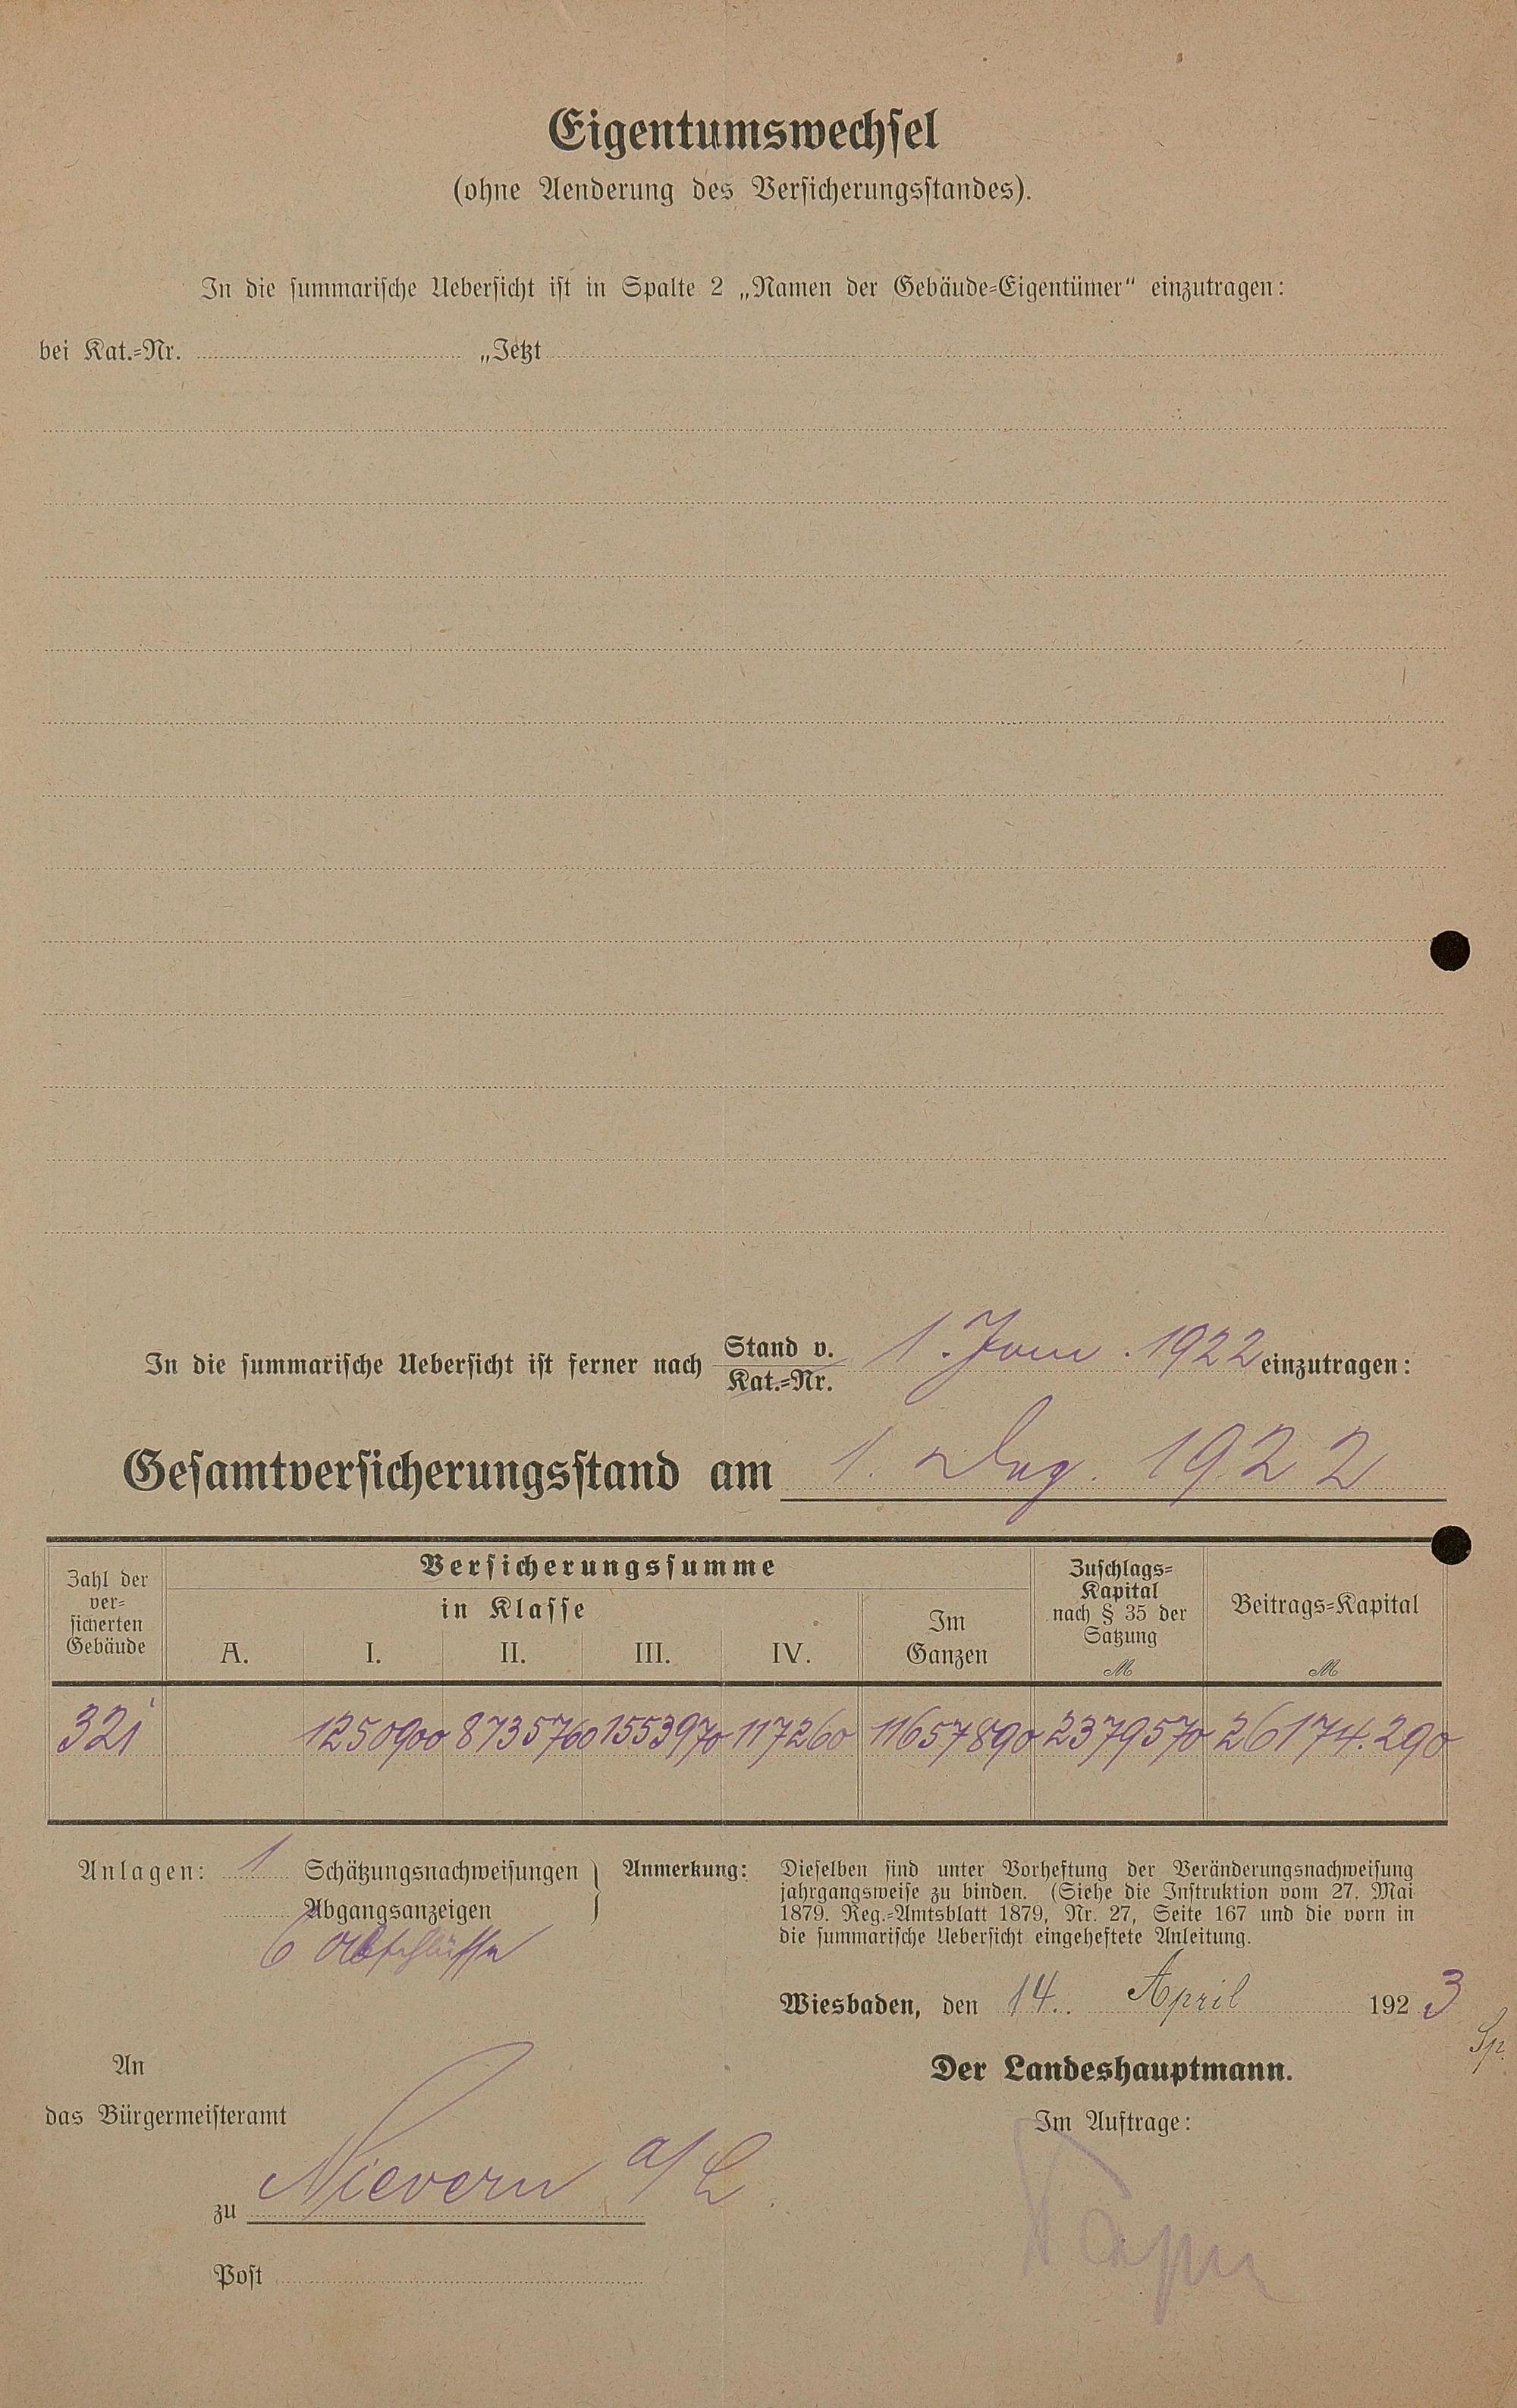 Eigentumswechsel
(ohne Aenderung des Versicherungsstandes).
In die summarische Uebersicht ist in Spalte 2 „Namen der Gebäude-Eigentümer“ einzutragen:
bei Kat.-Nr. „Jetzt
In die summarische Uebersicht ist ferner nach Stand v. 1. 1922 einzutragen:
Kat.-Nr.
Gesamtversicherungsstand am 1. Dez. 1922
Zahl der versicherten Gebäude
Versicherungssumme
in Klasse
A. I. II. III. IV.
Im Ganzen
Zuschlags-Kapital nach § 35 der Satzung
M
Beitrags-Kapital
M
321 1250900 8735760 1553970 117260 11657890 2379570 26174.290
Anlagen: 1 Schätzungsnachweisungen
Abgangsanzeigen
6 Abschlüsse
Anmerkung: Dieselben sind unter Vorheftung der Veränderungsnachweisung
jahrgangsweise zu binden. (Siehe die Instruktion vom 27. Mai
1879. Reg.-Amtsblatt 1879, Nr. 27, Seite 167 und die vorn in
die summarische Uebersicht eingeheftete Anleitung.
Wiesbaden, den 14. April 1923
Sp.
Der Landeshauptmann.
Im Auftrage:
An
das Bürgermeisteramt
zu Nievern a/L.
Post